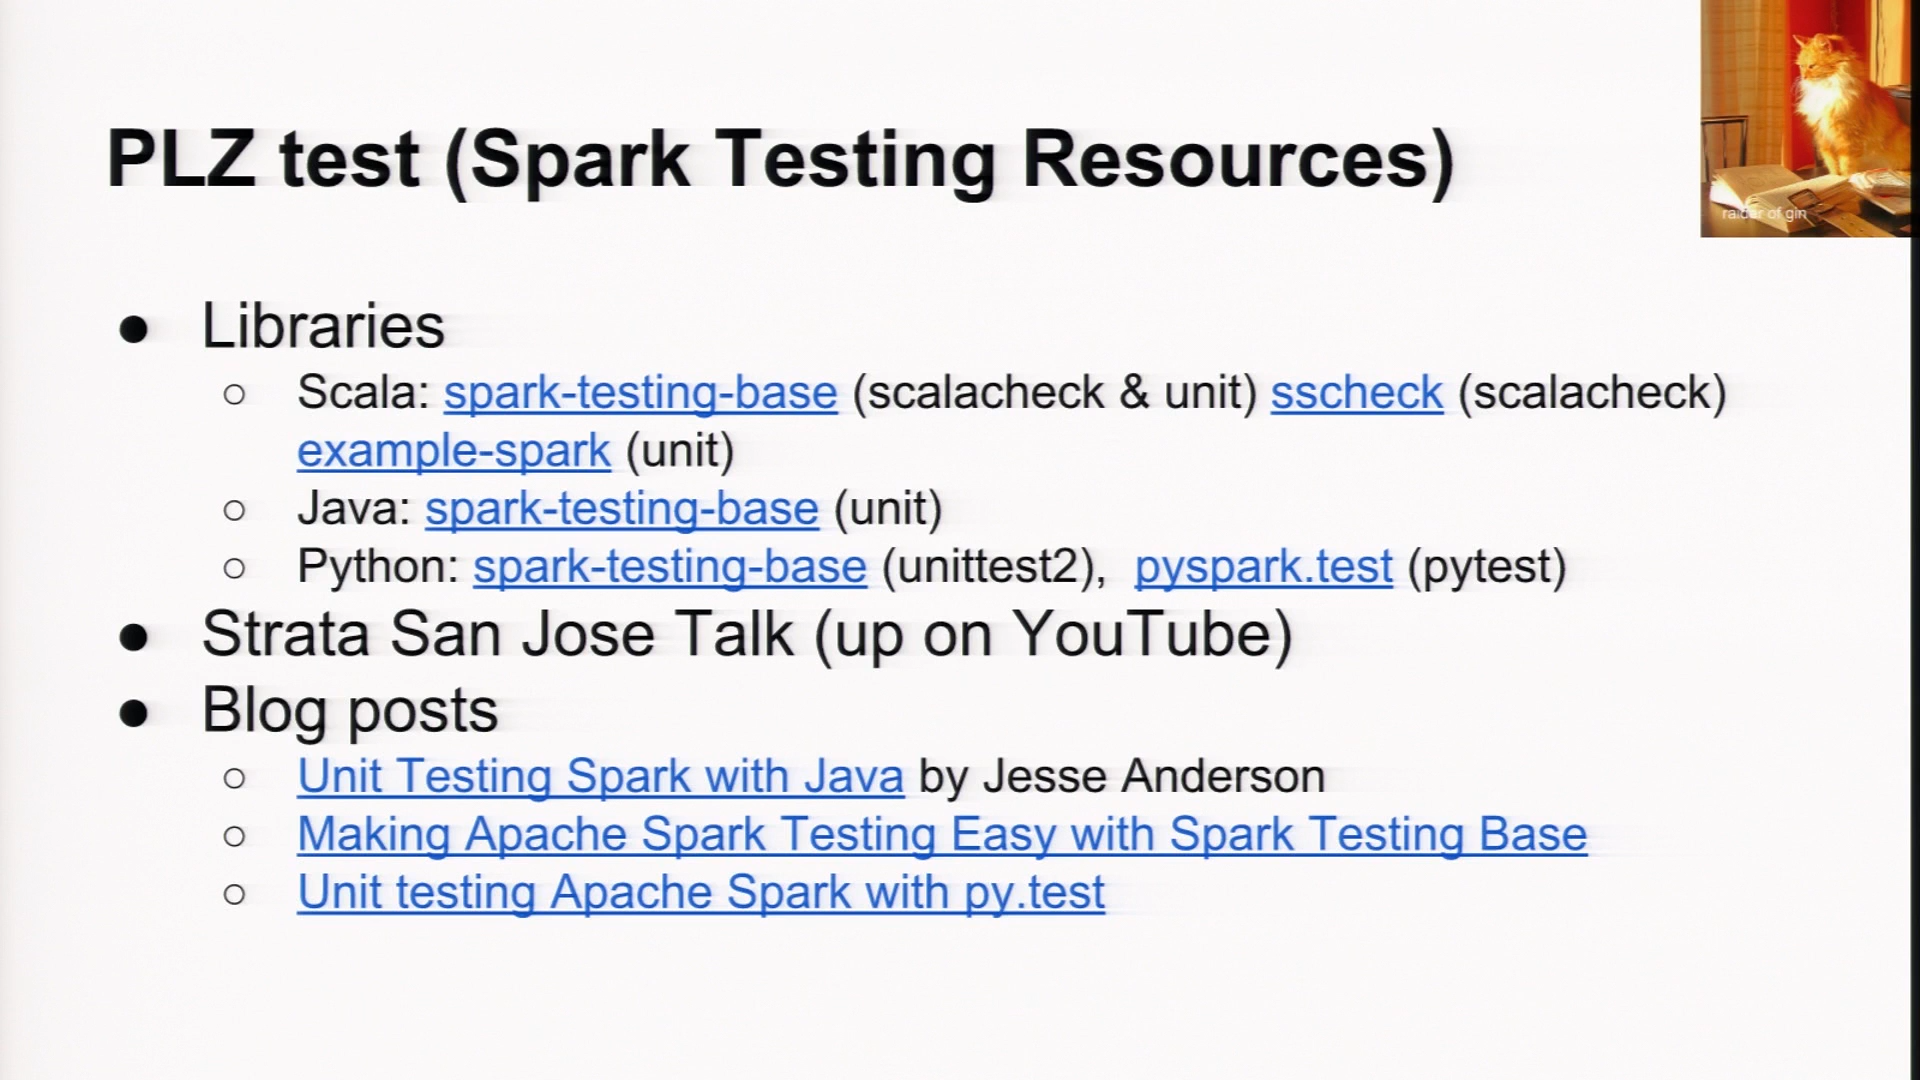 PLZ test (Spark Testing Resources)
raider of gin
● Libraries
○ Scala: spark-testing-base (scalacheck & unit) sscheck (scalacheck)
example-spark (unit)
○ Java: spark-testing-base (unit)
○ Python: spark-testing-base (unittest2), pyspark.test (pytest)
● Strata San Jose Talk (up on YouTube)
● Blog posts
○ Unit Testing Spark with Java by Jesse Anderson
○ Making Apache Spark Testing Easy with Spark Testing Base
○ Unit testing Apache Spark with py.test